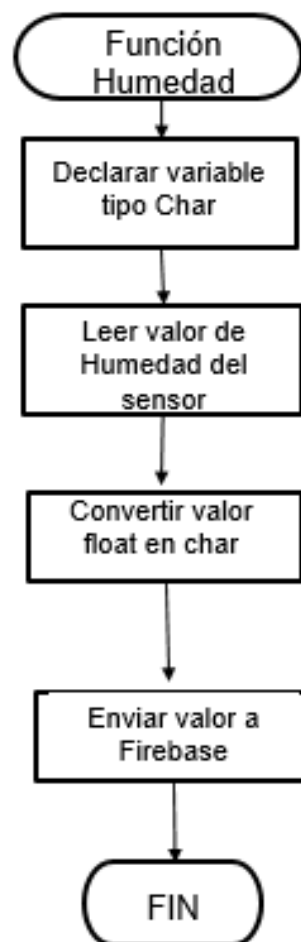 Función
Humedad
Declarar variable
tipo Char
Leer valor de
Humedad del
sensor
Convertir valor
float en char
Enviar valor a
Firebase
FIN